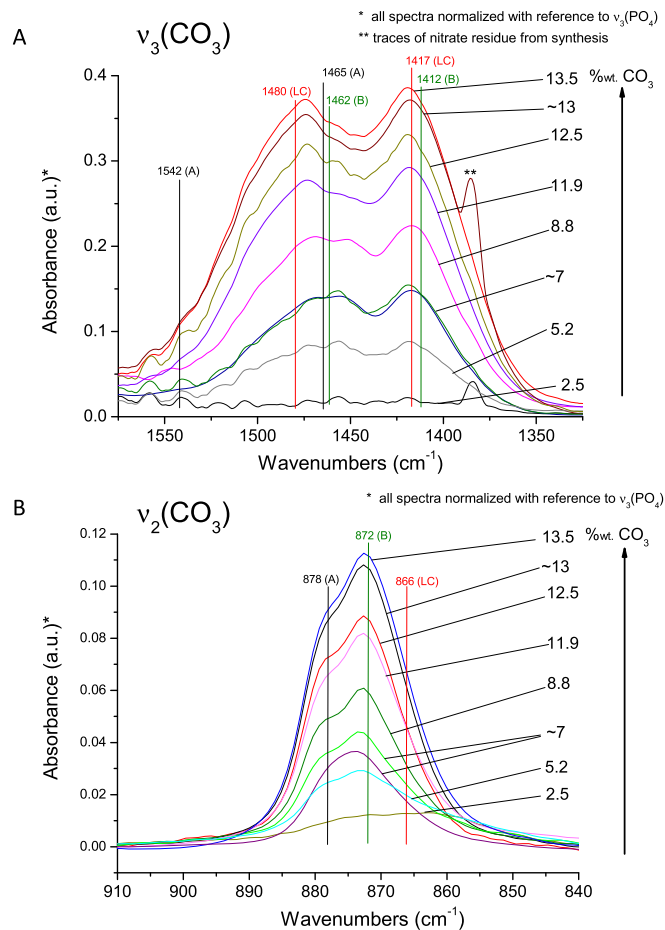 A
ν3(CO3)
* all spectra normalized with reference to ν3(PO4)
** traces of nitrate residue from synthesis
1480 (LC)
1465 (A)
1462 (B)
1417 (LC)
1412 (B)
1542 (A)
**
%wt. CO3
13.5
~13
12.5
11.9
8.8
~7
5.2
2.5
Absorbance (a.u.)*
0.4
0.3
0.2
0.1
0.0
1550
1500
1450
1400
1350
Wavenumbers (cm-1)
B
ν2(CO3)
* all spectra normalized with reference to ν3(PO4)
878 (A)
872 (B)
866 (LC)
%wt. CO3
13.5
~13
12.5
11.9
8.8
~7
5.2
2.5
Absorbance (a.u.)*
0.12
0.10
0.08
0.06
0.04
0.02
0.00
910
900
890
880
870
860
850
840
Wavenumbers (cm-1)